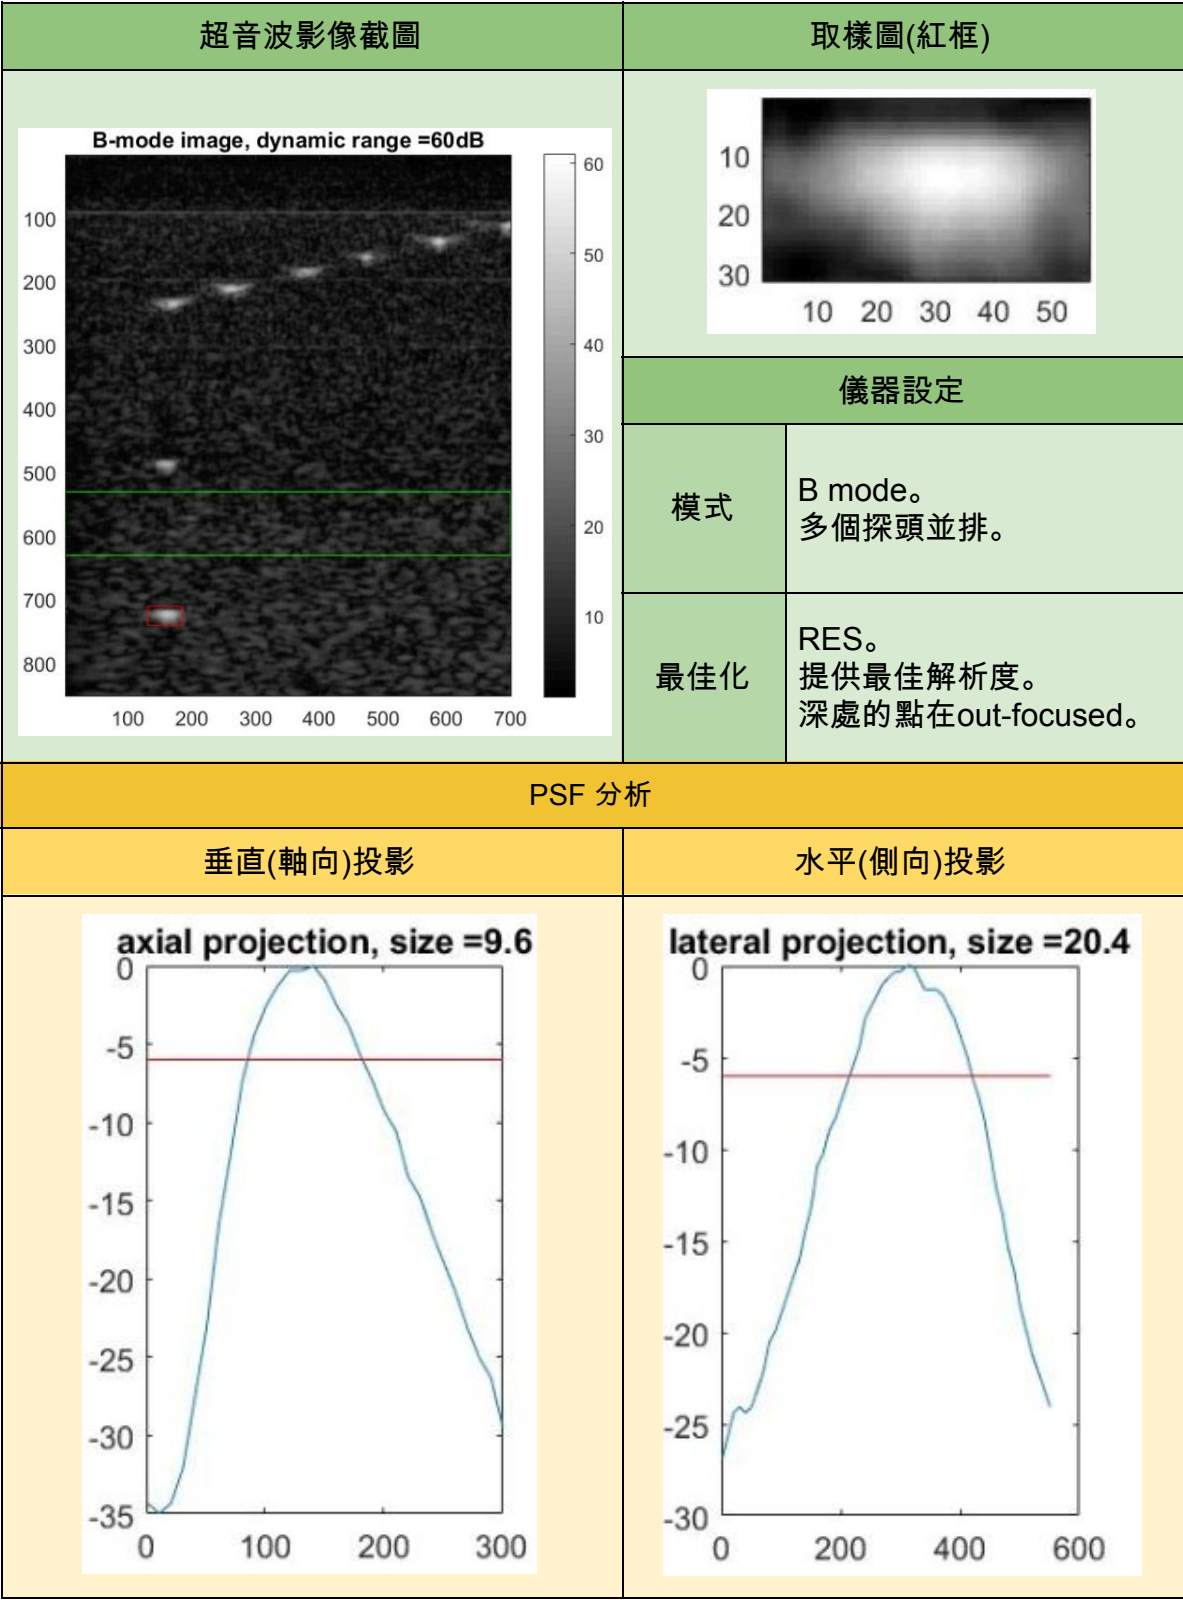 超音波影像截圖
取樣圖(紅框)
B-mode image, dynamic range =60dB
100
200
300
400
500
600
700
800
100 200 300 400 500 600 700
60
50
40
30
20
10
10
20
30
10 20 30 40 50
儀器設定
模式
B mode。
多個探頭並排。
最佳化
RES。
提供最佳解析度。
深處的點在out-focused。
PSF 分析
垂直(軸向)投影
水平(側向)投影
axial projection, size =9.6
0
-5
-10
-15
-20
-25
-30
-35
0 100 200 300
lateral projection, size =20.4
0
-5
-10
-15
-20
-25
-30
0 200 400 600